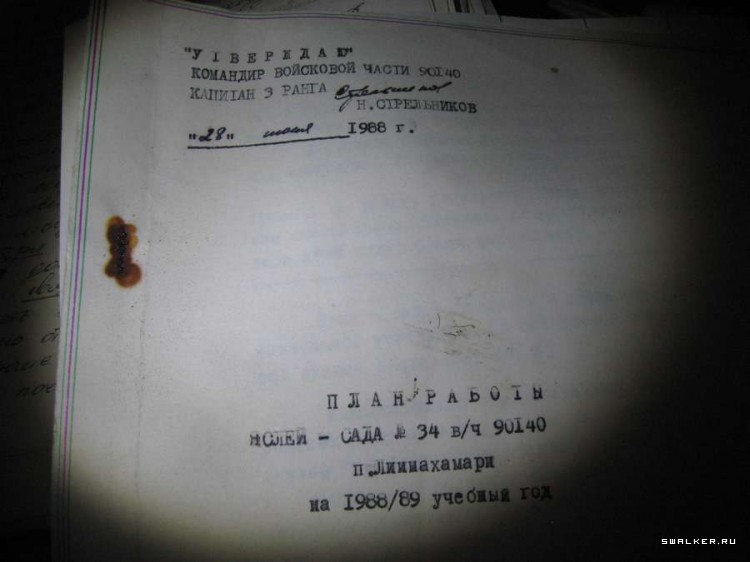 "УТВЕРЖДАЮ"
КОМАНДИР ВОЙСКОВОЙ ЧАСТИ 90140
КАПИТАН 3 РАНГА
Н.СТРЕЛЬНИКОВ
"28" 1988 г.
ПЛАН РАБОТЫ
ЯСЛЕЙ - САДА № 34 в/ч 90140
п.Лиинахамари
на 1988/89 учебный год
SWALKER.RU